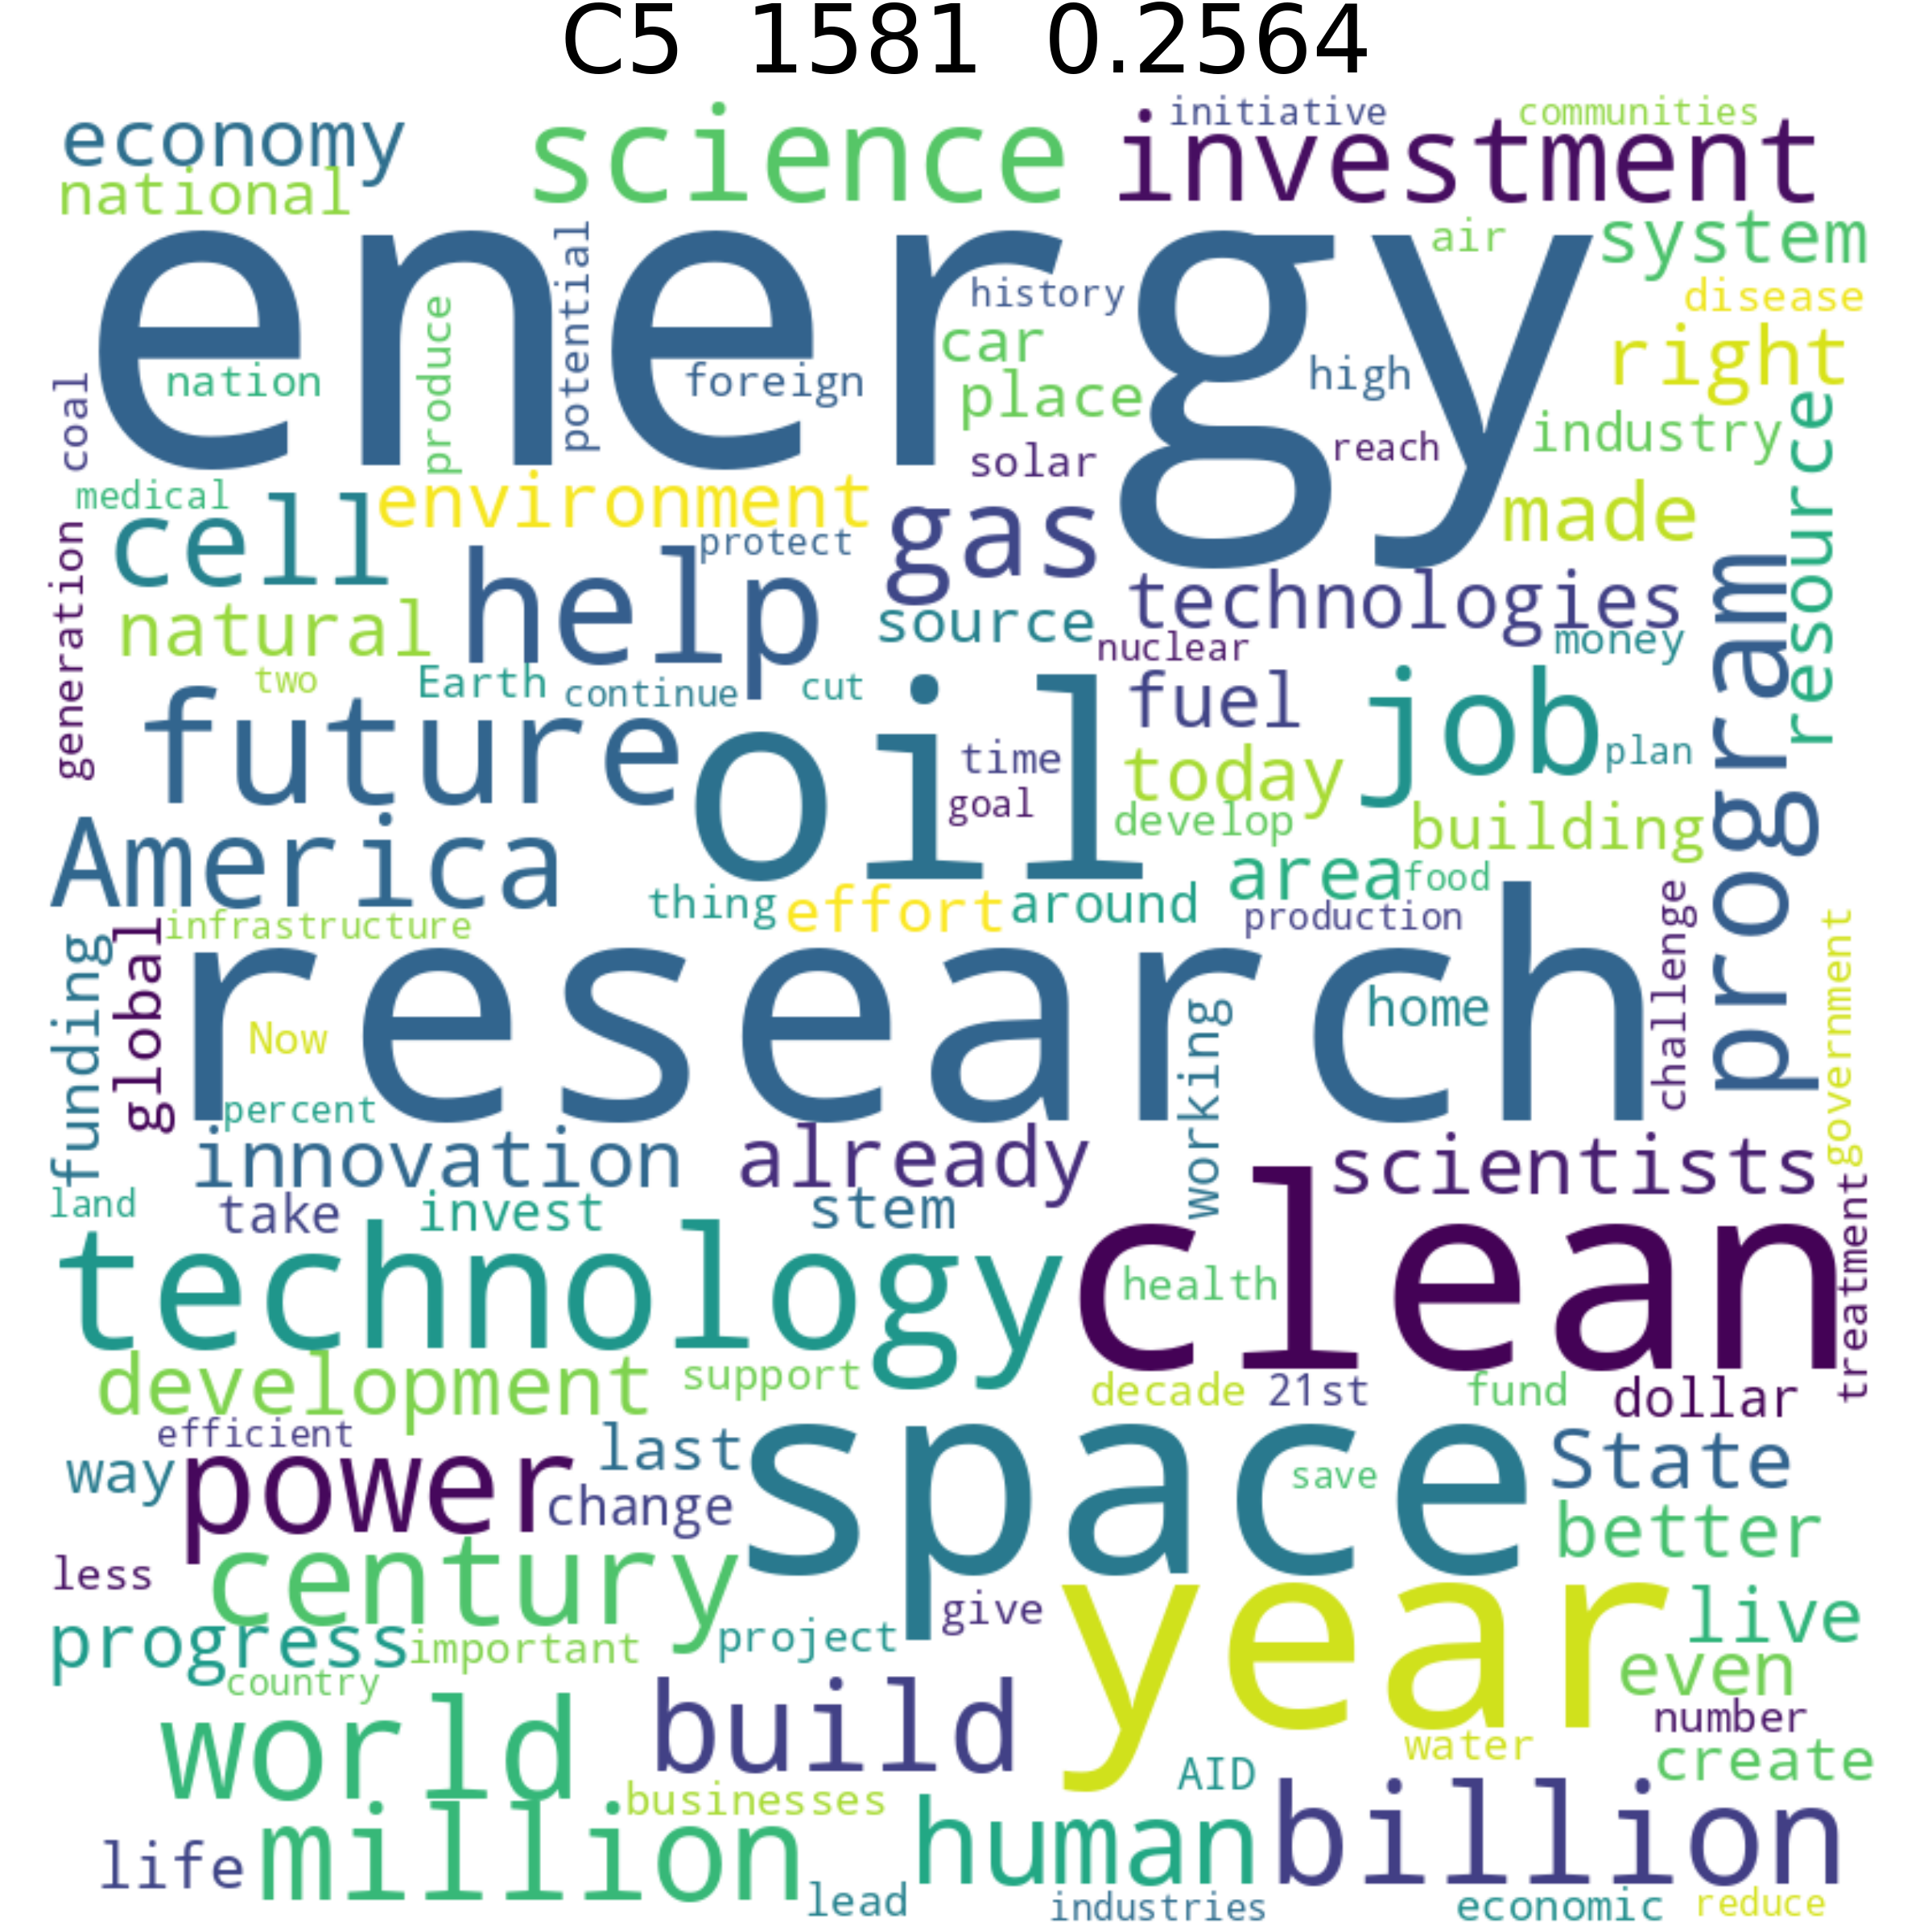 C5 1581 0.2564
initiative communities
economy science investment
national
energy air system
potential history disease
produce car right
nation foreign high
coal place industry
solar reach resource
medical environment made
cell gas
protect
generation help technologies
natural source money
nuclear program
two Earth continue cut fuel job
future oil time today plan
goal develop building
America area food
thing effort around production challenge
infrastructure government
funding global research home
Now working
percent
innovation already scientists
land take invest stem treatment
technology health clean
development support decade 21st fund dollar
efficient last space State
way power change save
less century better
give year live
progress important project even
country
world build number
water create
AID
businesses
life million human billion
lead industries economic reduce